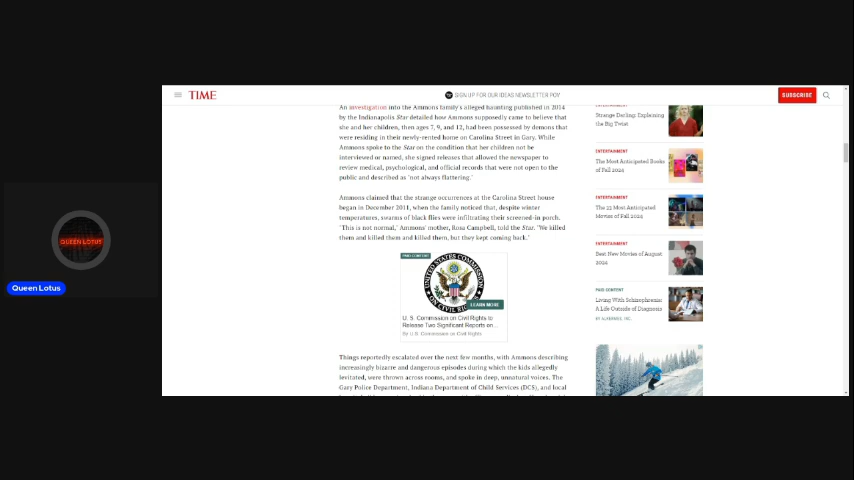 TIME
SIGN UP FOR OUR IDEAS NEWSLETTER POV
SUBSCRIBE
An investigation into the Ammons family's alleged haunting published in 2014
by the Indianapolis Star detailed how Ammons supposedly came to believe that
she and her children, then ages 7, 9, and 12, had been possessed by demons that
were residing in their newly-rented home on Carolina Street in Gary. While
Ammons spoke to the Star on the condition that her children not be
interviewed or named, she signed releases that allowed the newspaper to
review medical, psychological, and official records that were not open to the
public and described as "not always flattering."
Ammons claimed that the strange occurrences at the Carolina Street house
began in December 2011, when the family noticed that, despite winter
temperatures, swarms of black flies were infiltrating their screened-in porch.
"This is not normal," Ammons' mother, Rosa Campbell, told the Star. "We killed
them and killed them and killed them, but they kept coming back."
PAID CONTENT
UNITED STATES COMMISSION ON CIVIL RIGHTS
LEARN MORE
U. S. Commission on Civil Rights to
Release Two Significant Reports on...
By U.S. Commission on Civil Rights
Things reportedly escalated over the next few months, with Ammons describing
increasingly bizarre and dangerous episodes during which the kids allegedly
levitated, were thrown across rooms, and spoke in deep, unnatural voices. The
Gary Police Department, Indiana Department of Child Services (DCS), and local
ENTERTAINMENT
Strange Darling: Explaining
the Big Twist
ENTERTAINMENT
The Most Anticipated Books
of Fall 2024
ENTERTAINMENT
The 33 Most Anticipated
Movies of Fall 2024
ENTERTAINMENT
Best New Movies of August
2024
PAID CONTENT
Living With Schizophrenia:
A Life Outside of Diagnosis
QUEEN LOTUS
Queen Lotus